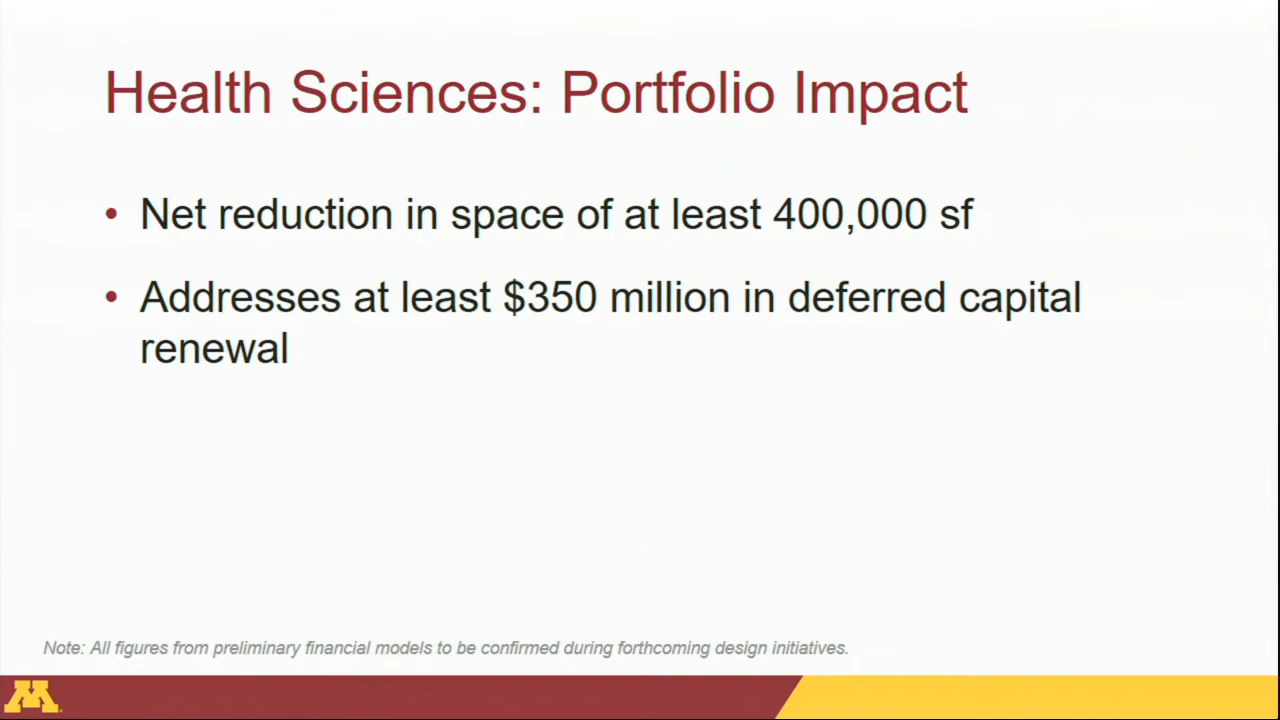 Health Sciences: Portfolio Impact
• Net reduction in space of at least 400,000 sf
• Addresses at least $350 million in deferred capital
renewal
Note: All figures from preliminary financial models to be confirmed during forthcoming design initiatives.
M